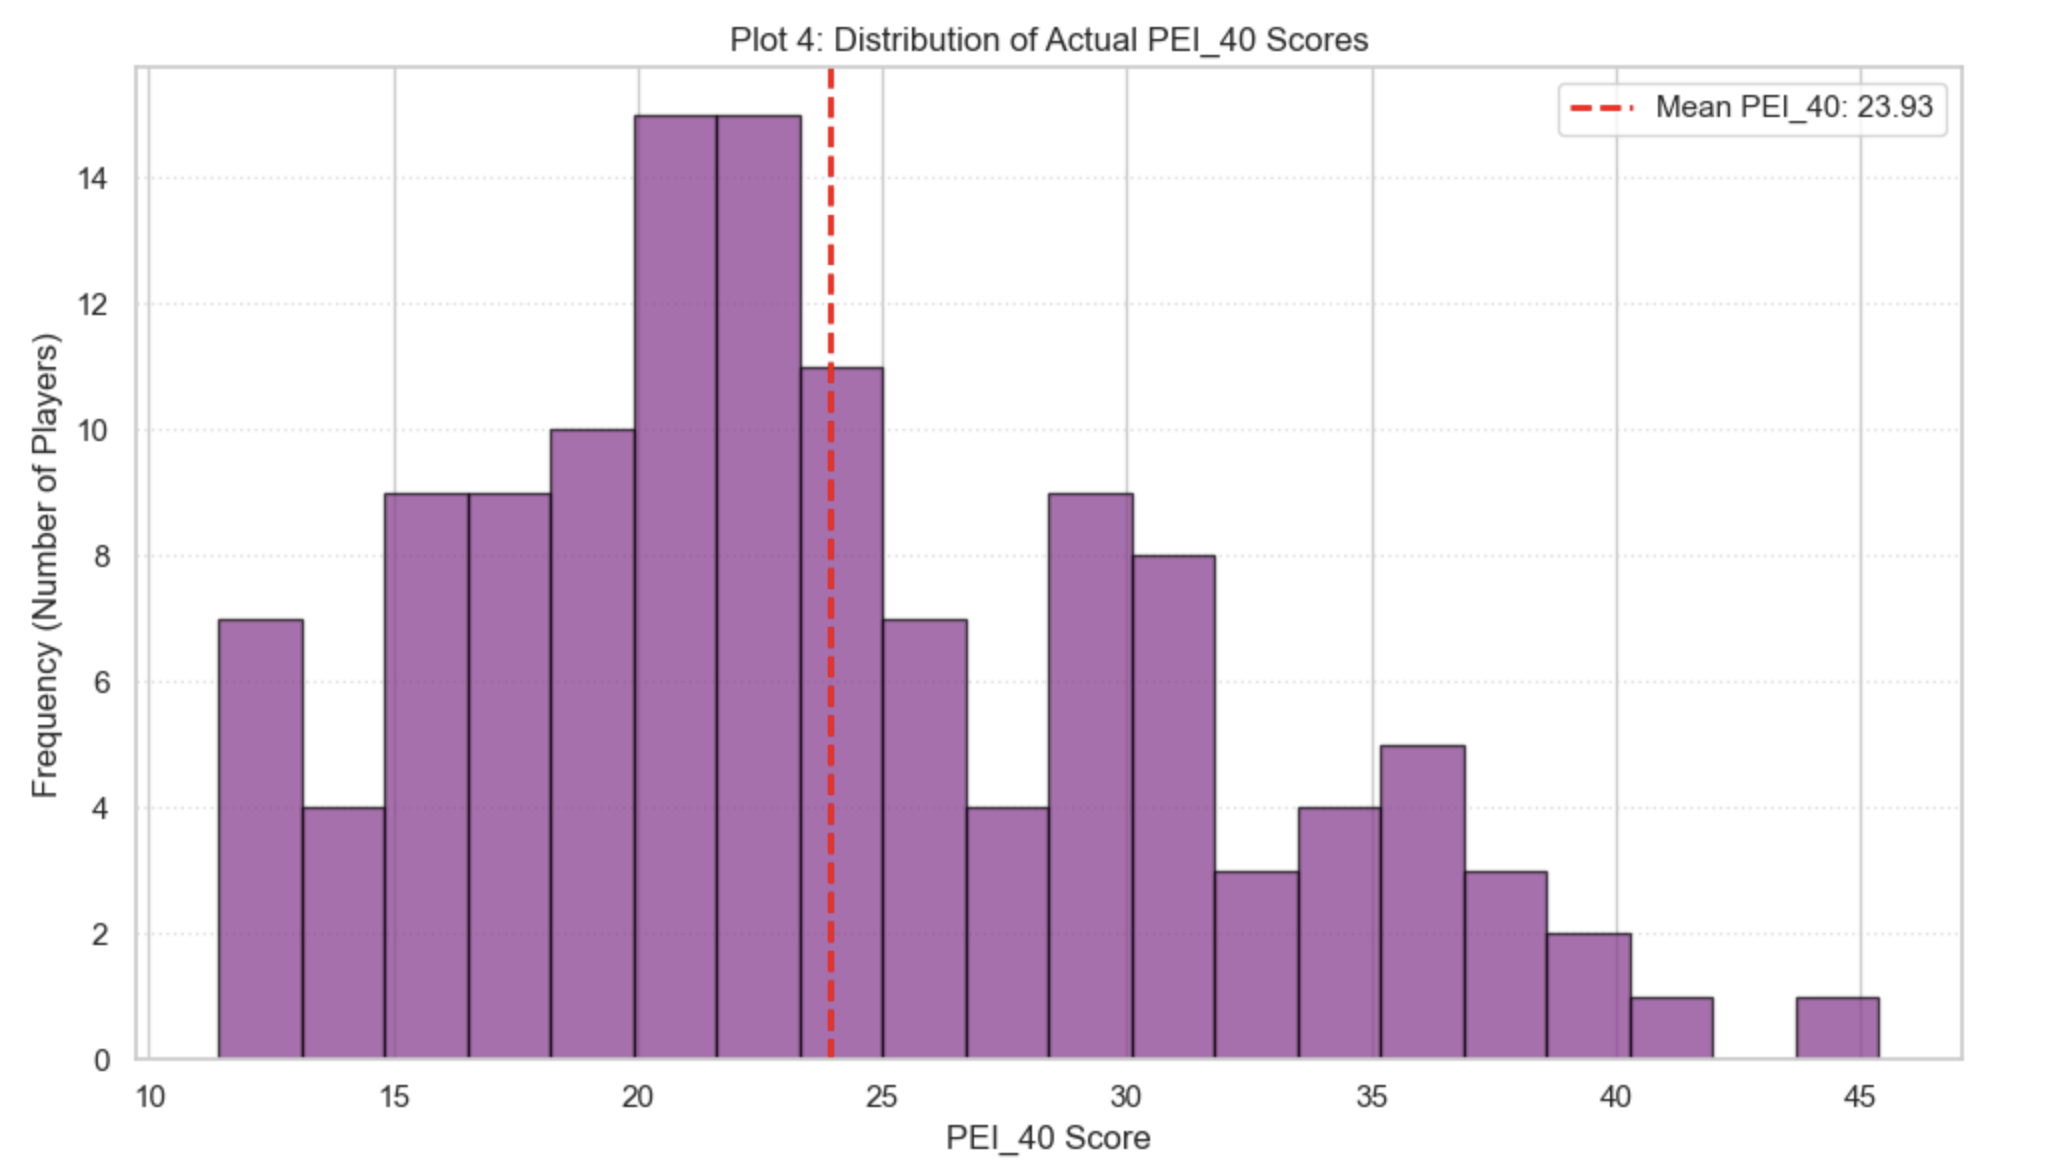 Plot 4: Distribution of Actual PEI_40 Scores
Mean PEI_40: 23.93
Frequency (Number of Players)
14
12
10
8
6
4
2
0
10 15 20 25 30 35 40 45
PEI_40 Score